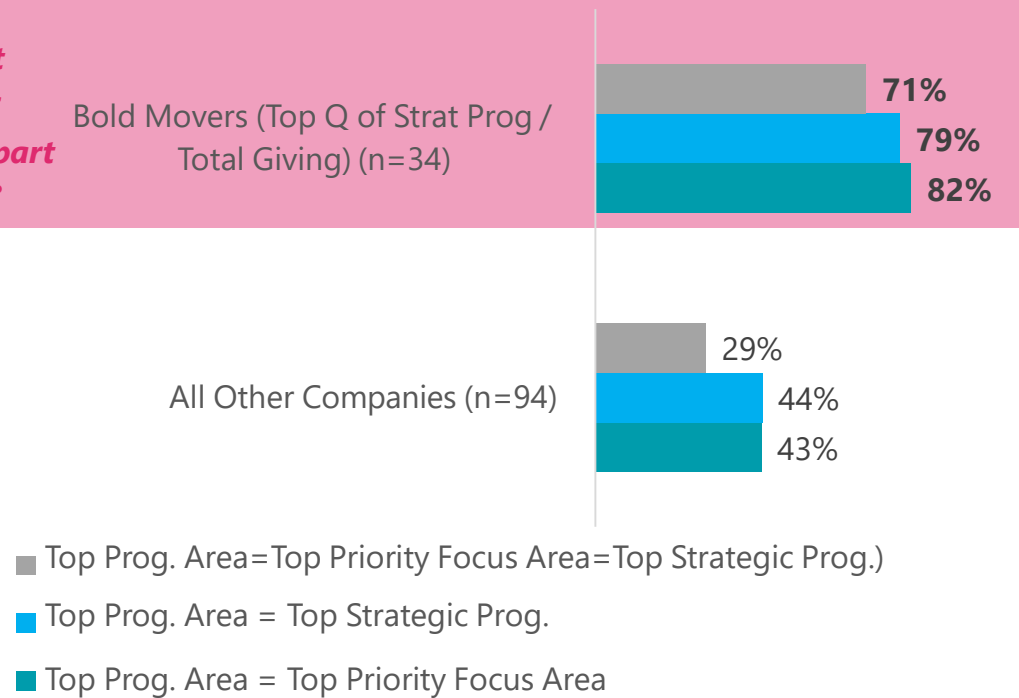 part
Bold Movers (Top Q of Strat Prog /
Total Giving) (n=34)
71%
79%
82%
All Other Companies (n=94)
29%
44%
43%
Top Prog. Area=Top Priority Focus Area=Top Strategic Prog.)
Top Prog. Area = Top Strategic Prog.
Top Prog. Area = Top Priority Focus Area